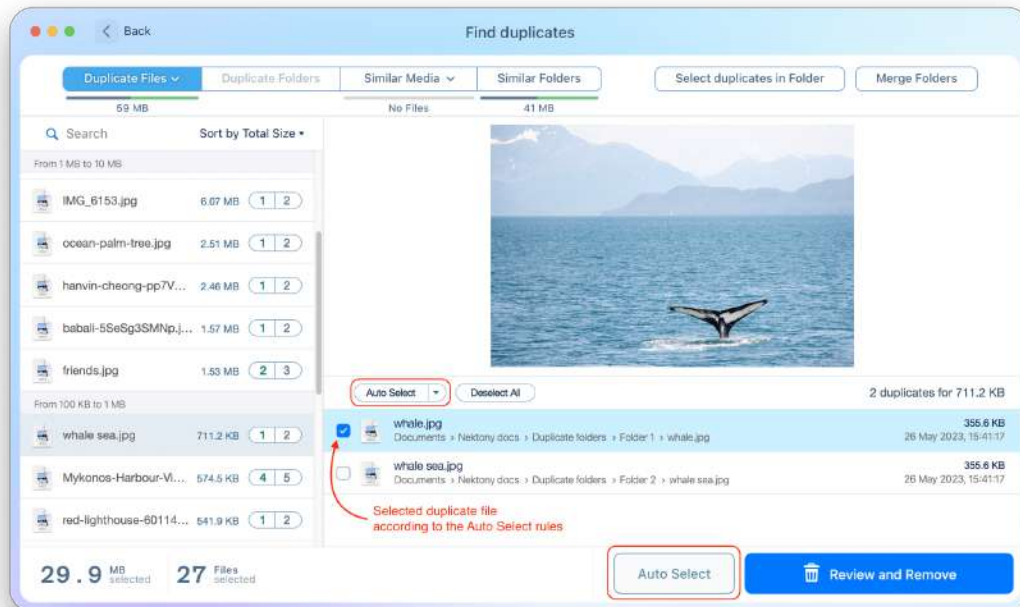 Back
Find duplicates
Duplicate Files
Duplicate Folders
Similar Media
Similar Folders
Select duplicates in Folder
Merge Folders
59 MB
No Files
41 MB
Search
Sort by Total Size
From 1 MB to 10 MB
IMG_6153.jpg 6.07 MB 1 2
ocean-palm-tree.jpg 2.51 MB 1 2
hanvin-cheong-pp7V... 2.46 MB 1 2
babali-5SeSg3SMNp.j... 1.57 MB 1 2
friends.jpg 1.53 MB 2 3
From 100 KB to 1 MB
whale sea.jpg 711.2 KB 1 2
Mykonos-Harbour-Vi... 574.5 KB 4 5
red-lighthouse-60114... 541.9 KB 1 2
Auto Select
Deselect All
2 duplicates for 711.2 KB
whale.jpg 355.6 KB
Documents › Nektony docs › Duplicate folders › Folder 1 › whale.jpg 26 May 2023, 15:41:17
whale sea.jpg 355.6 KB
Documents › Nektony docs › Duplicate folders › Folder 2 › whale sea.jpg 26 May 2023, 15:41:17
Selected duplicate file
according to the Auto Select rules
29.9 MB selected
27 Files selected
Auto Select
Review and Remove